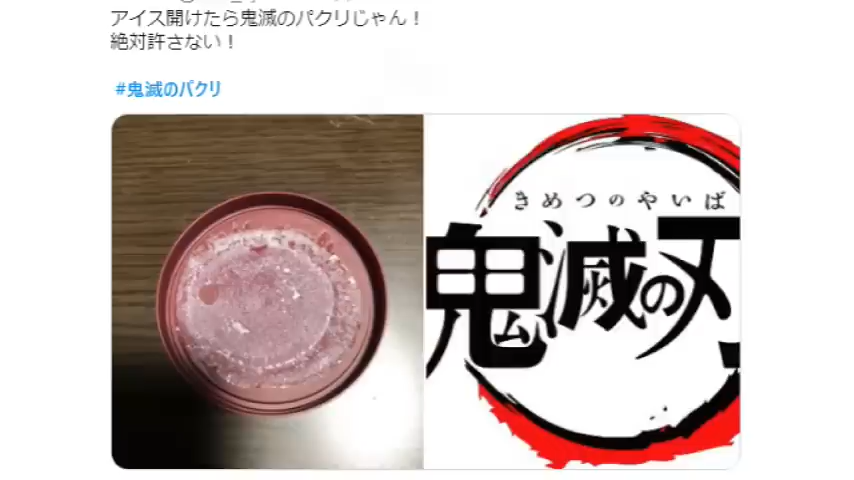 アイス開けたら鬼滅のパクリじゃん！
絶対許さない！
#鬼滅のパクリ
きめつのやいば
鬼滅の刃